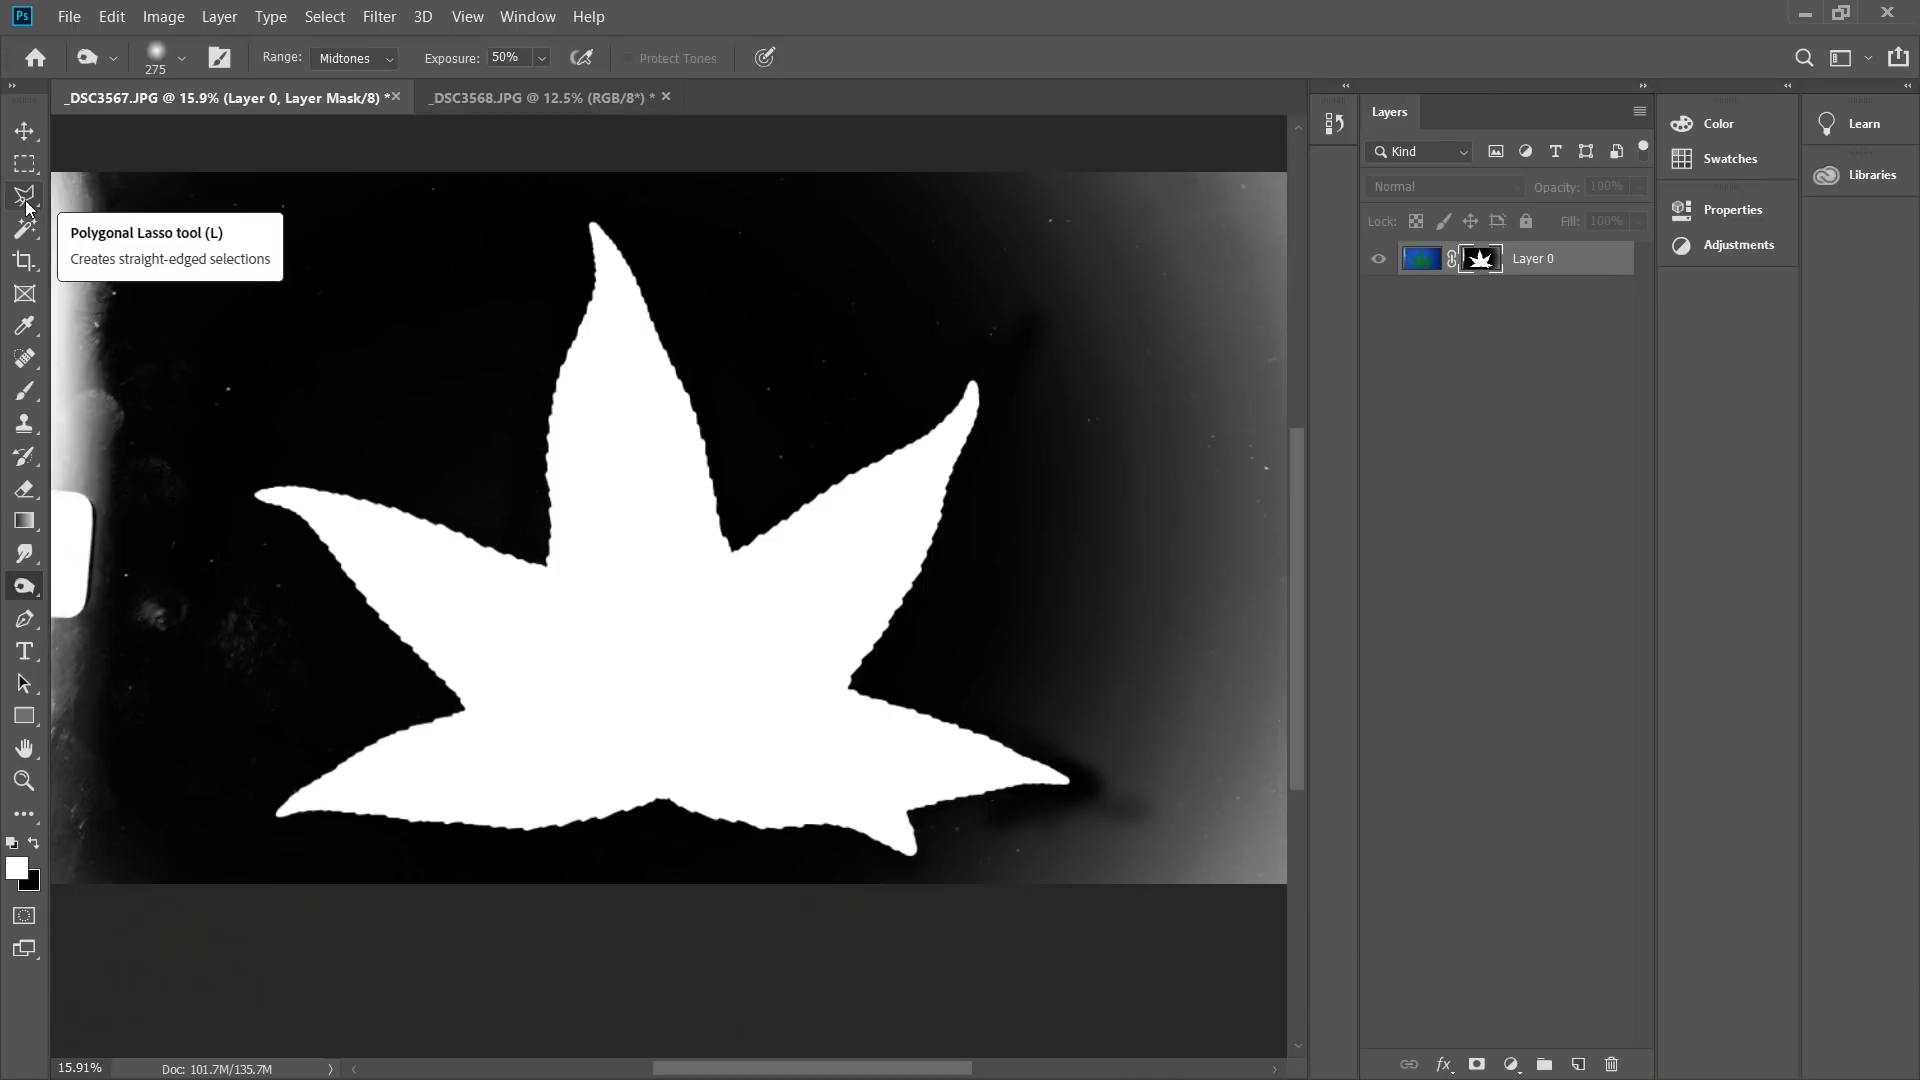 Ps File Edit Image Layer Type Select Filter 3D View Window Help
275 Range: Midtones Exposure: 50% Protect Tones
_DSC3567.JPG @ 15.9% (Layer 0, Layer Mask/8) * _DSC3568.JPG @ 12.5% (RGB/8*) *
Polygonal Lasso tool (L)
Creates straight-edged selections
Layers
Kind
Normal Opacity: 100%
Lock: Fill: 100%
Layer 0
Color
Swatches
Properties
Adjustments
Learn
Libraries
15.91% Doc: 101.7M/135.7M